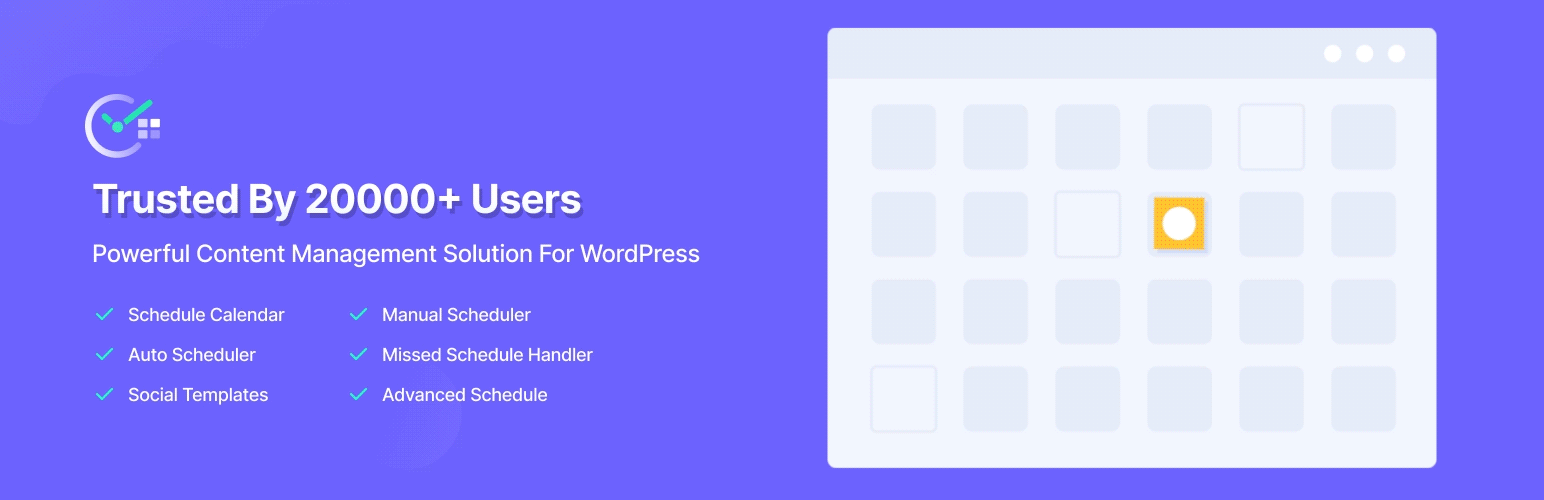 Trusted By 20000+ Users
Powerful Content Management Solution For WordPress
Schedule Calendar
Manual Scheduler
Auto Scheduler
Missed Schedule Handler
Social Templates
Advanced Schedule